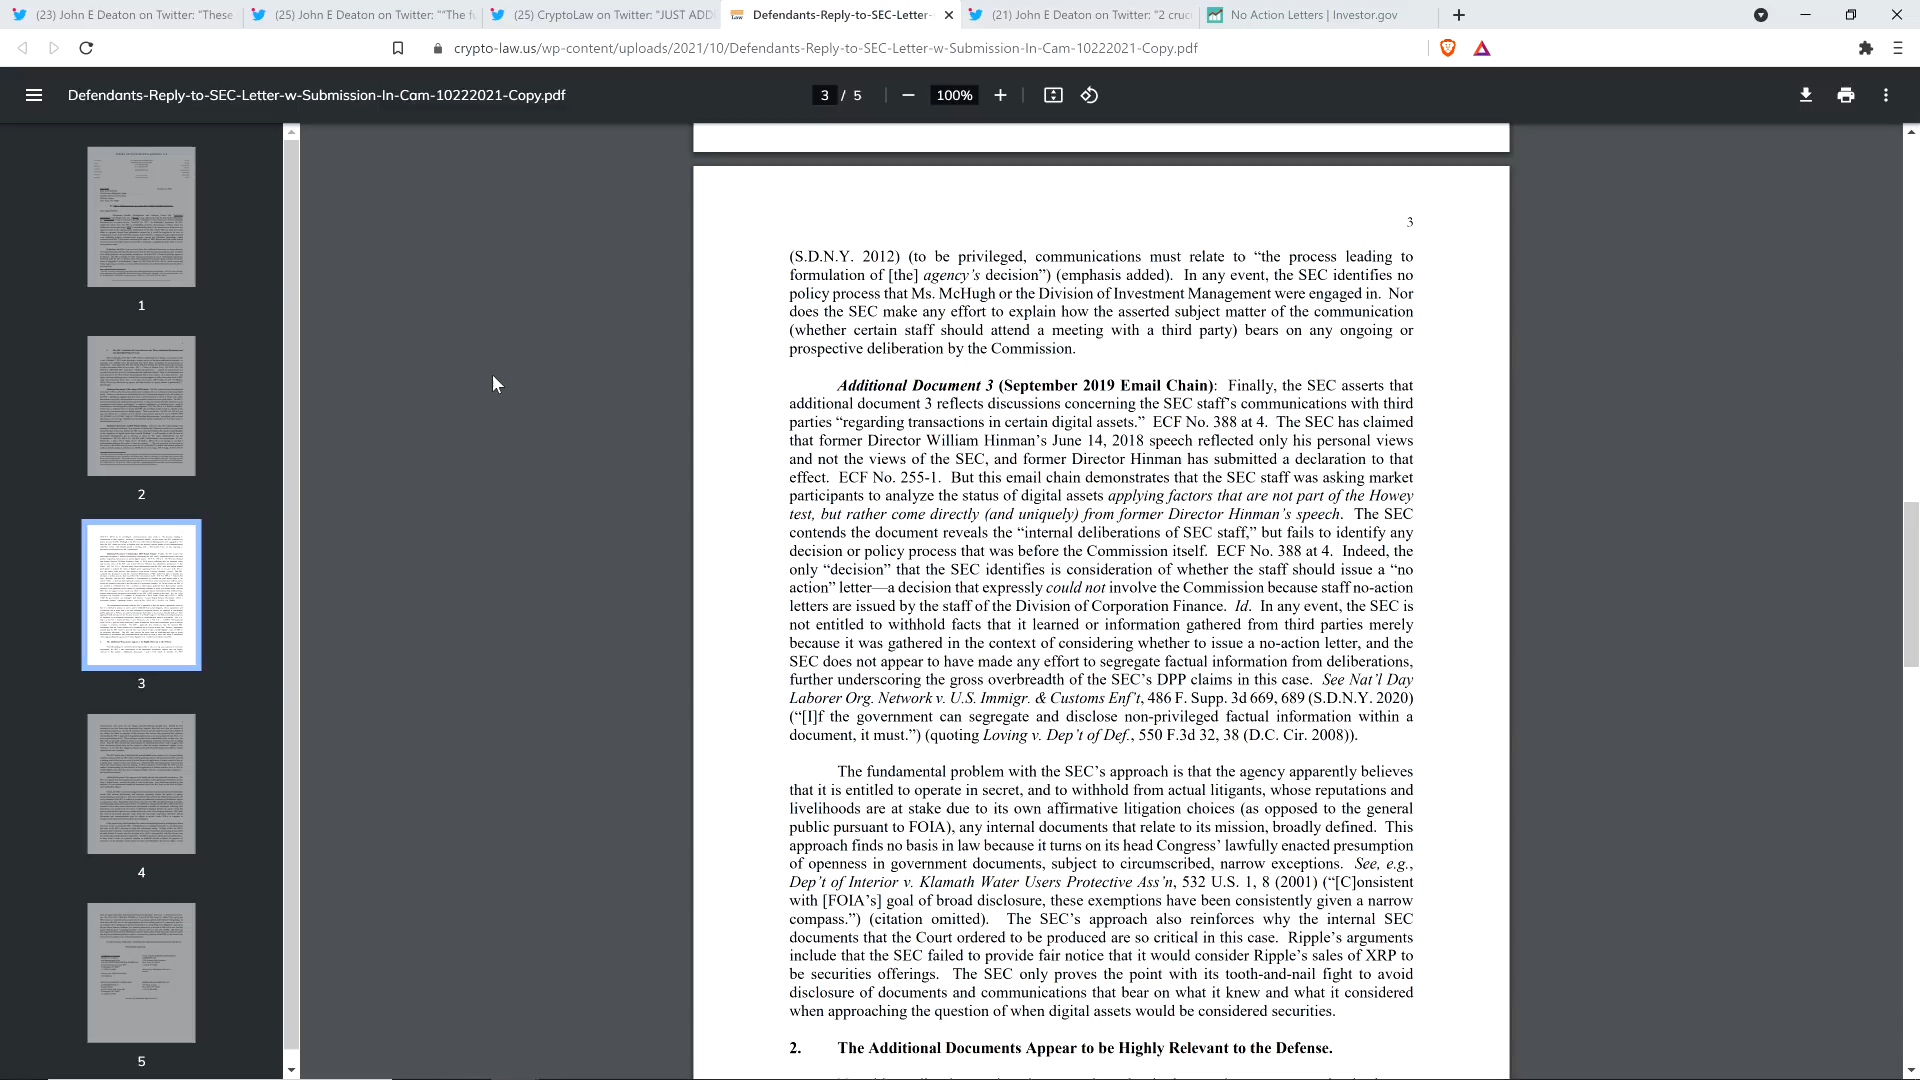 (23) John E Deaton on Twitter: "These
(25) John E Deaton on Twitter: "“The fu
(25) CryptoLaw on Twitter: "JUST ADD
Defendants-Reply-to-SEC-Letter-
(21) John E Deaton on Twitter: "2 cruc
No Action Letters | Investor.gov
crypto-law.us/wp-content/uploads/2021/10/Defendants-Reply-to-SEC-Letter-w-Submission-In-Cam-10222021-Copy.pdf
Defendants-Reply-to-SEC-Letter-w-Submission-In-Cam-10222021-Copy.pdf
3 / 5
100%
1
2
3
4
5
3
(S.D.N.Y. 2012) (to be privileged, communications must relate to “the process leading to
formulation of [the] agency’s decision”) (emphasis added). In any event, the SEC identifies no
policy process that Ms. McHugh or the Division of Investment Management were engaged in. Nor
does the SEC make any effort to explain how the asserted subject matter of the communication
(whether certain staff should attend a meeting with a third party) bears on any ongoing or
prospective deliberation by the Commission.
Additional Document 3 (September 2019 Email Chain): Finally, the SEC asserts that
additional document 3 reflects discussions concerning the SEC staff’s communications with third
parties “regarding transactions in certain digital assets.” ECF No. 388 at 4. The SEC has claimed
that former Director William Hinman’s June 14, 2018 speech reflected only his personal views
and not the views of the SEC, and former Director Hinman has submitted a declaration to that
effect. ECF No. 255-1. But this email chain demonstrates that the SEC staff was asking market
participants to analyze the status of digital assets applying factors that are not part of the Howey
test, but rather come directly (and uniquely) from former Director Hinman’s speech. The SEC
contends the document reveals the “internal deliberations of SEC staff,” but fails to identify any
decision or policy process that was before the Commission itself. ECF No. 388 at 4. Indeed, the
only “decision” that the SEC identifies is consideration of whether the staff should issue a “no
action” letter—a decision that expressly could not involve the Commission because staff no-action
letters are issued by the staff of the Division of Corporation Finance. Id. In any event, the SEC is
not entitled to withhold facts that it learned or information gathered from third parties merely
because it was gathered in the context of considering whether to issue a no-action letter, and the
SEC does not appear to have made any effort to segregate factual information from deliberations,
further underscoring the gross overbreadth of the SEC’s DPP claims in this case. See Nat’l Day
Laborer Org. Network v. U.S. Immigr. & Customs Enf’t, 486 F. Supp. 3d 669, 689 (S.D.N.Y. 2020)
(“[I]f the government can segregate and disclose non-privileged factual information within a
document, it must.”) (quoting Loving v. Dep’t of Def., 550 F.3d 32, 38 (D.C. Cir. 2008)).
The fundamental problem with the SEC’s approach is that the agency apparently believes
that it is entitled to operate in secret, and to withhold from actual litigants, whose reputations and
livelihoods are at stake due to its own affirmative litigation choices (as opposed to the general
public pursuant to FOIA), any internal documents that relate to its mission, broadly defined. This
approach finds no basis in law because it turns on its head Congress’ lawfully enacted presumption
of openness in government documents, subject to circumscribed, narrow exceptions. See, e.g.,
Dep’t of Interior v. Klamath Water Users Protective Ass’n, 532 U.S. 1, 8 (2001) (“[C]onsistent
with [FOIA’s] goal of broad disclosure, these exemptions have been consistently given a narrow
compass.”) (citation omitted). The SEC’s approach also reinforces why the internal SEC
documents that the Court ordered to be produced are so critical in this case. Ripple’s arguments
include that the SEC failed to provide fair notice that it would consider Ripple’s sales of XRP to
be securities offerings. The SEC only proves the point with its tooth-and-nail fight to avoid
disclosure of documents and communications that bear on what it knew and what it considered
when approaching the question of when digital assets would be considered securities.
2. The Additional Documents Appear to be Highly Relevant to the Defense.